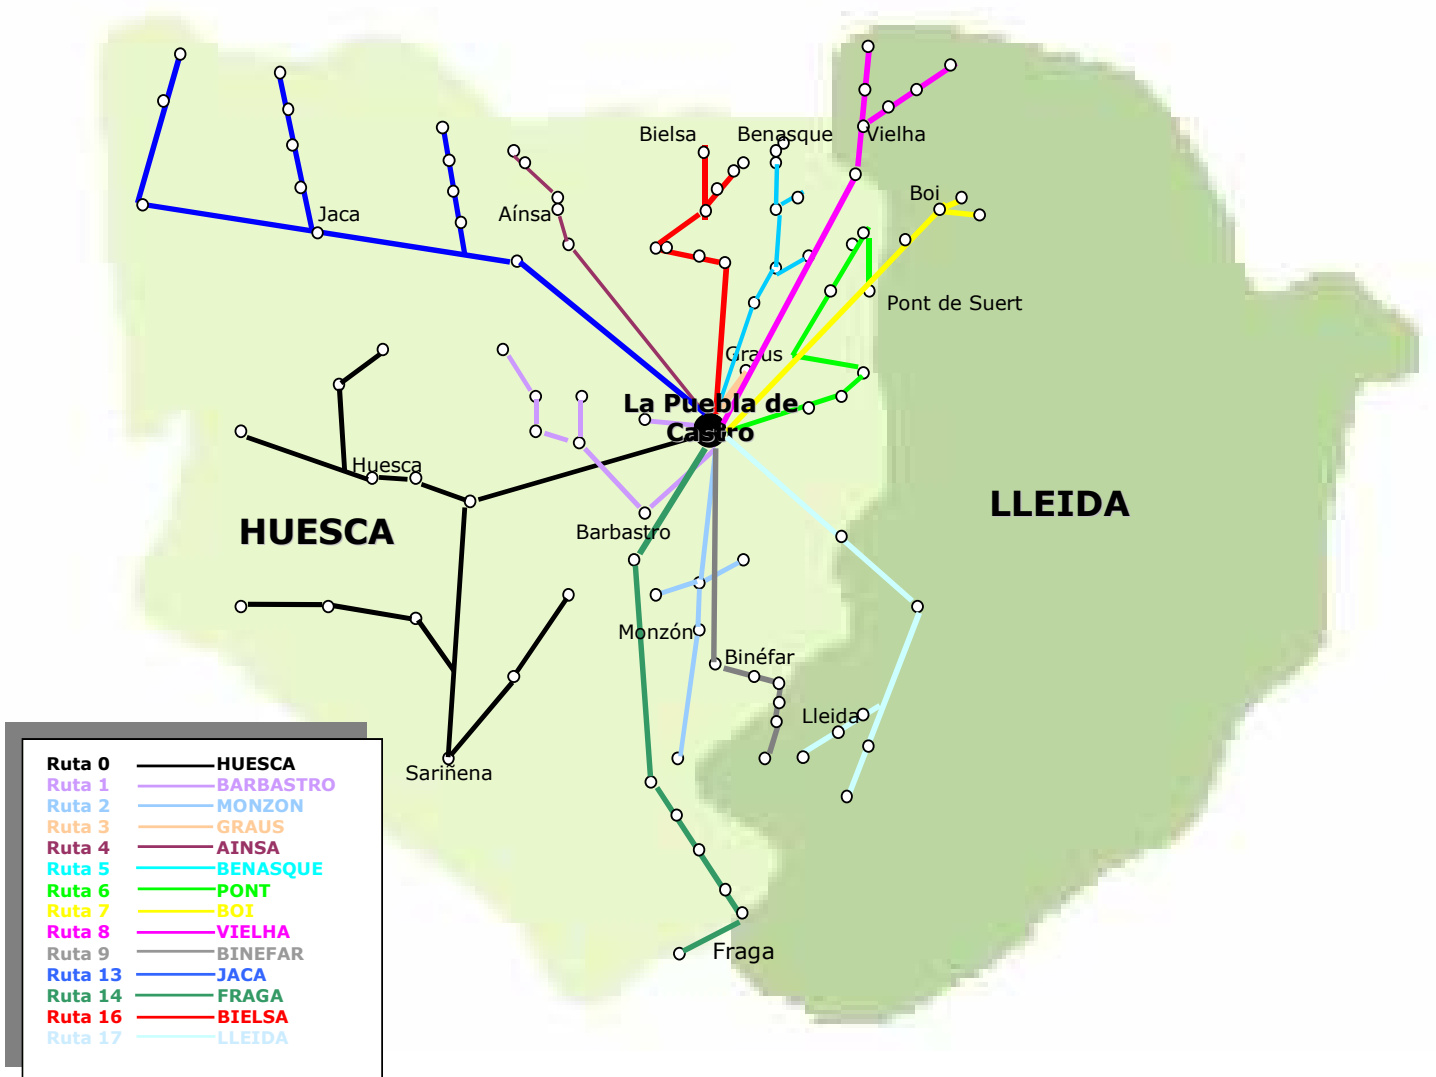 Bielsa
Benasque
Vielha
Jaca
Aínsa
Boi
Pont de Suert
Graus
La Puebla de
Castro
Huesca
HUESCA
LLEIDA
Barbastro
Monzón
Binéfar
Lleida
Sariñena
Fraga
Ruta 0 HUESCA
Ruta 1 BARBASTRO
Ruta 2 MONZON
Ruta 3 GRAUS
Ruta 4 AINSA
Ruta 5 BENASQUE
Ruta 6 PONT
Ruta 7 BOI
Ruta 8 VIELHA
Ruta 9 BINEFAR
Ruta 13 JACA
Ruta 14 FRAGA
Ruta 16 BIELSA
Ruta 17 LLEIDA